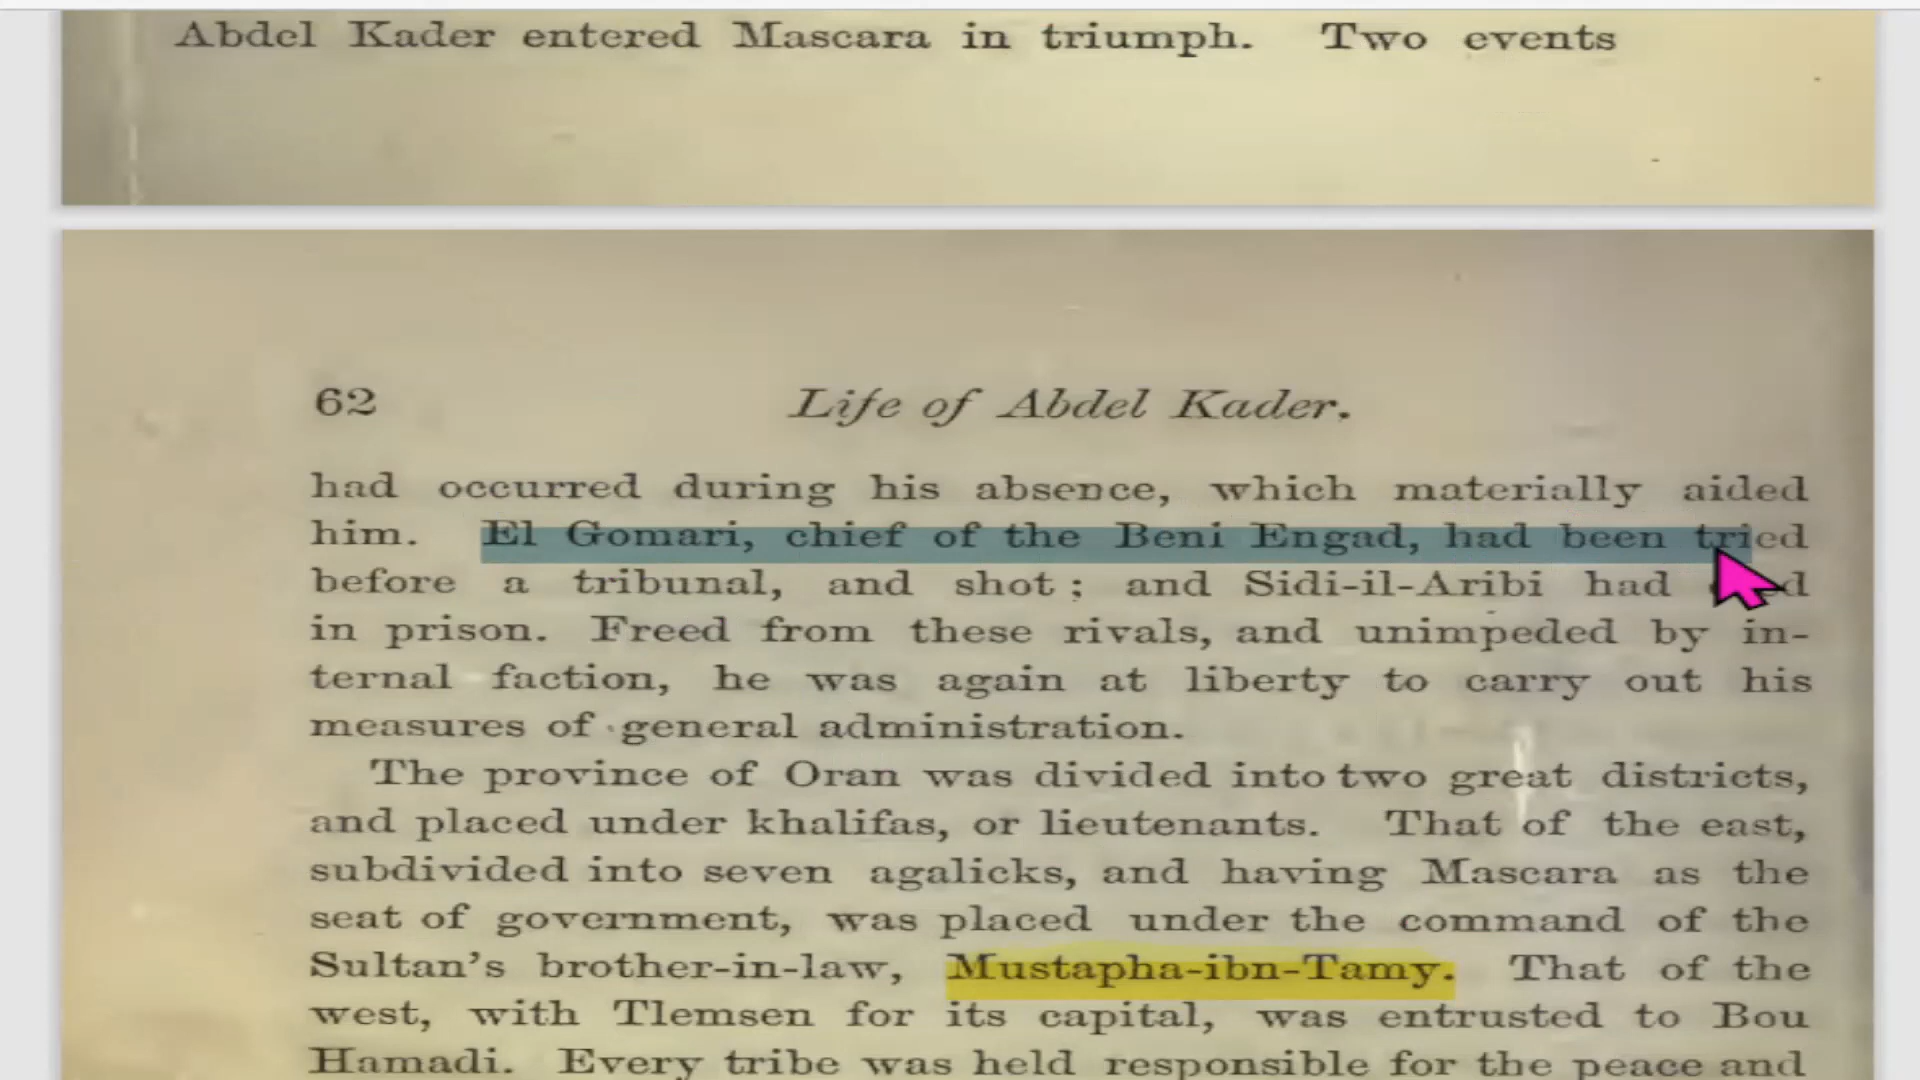 Abdel Kader entered Mascara in triumph. Two events
62 Life of Abdel Kader.
had occurred during his absence, which materially aided
him. El Gomari, chief of the Beni Engad, had been tried
before a tribunal, and shot; and Sidi-il-Aribi had
in prison. Freed from these rivals, and unimpeded by in-
ternal faction, he was again at liberty to carry out his
measures of general administration.
The province of Oran was divided into two great districts,
and placed under khalifas, or lieutenants. That of the east,
subdivided into seven agalicks, and having Mascara as the
seat of government, was placed under the command of the
Sultan's brother-in-law, Mustapha-ibn-Tamy. That of the
west, with Tlemsen for its capital, was entrusted to Bou
Hamadi. Every tribe was held responsible for the peace and